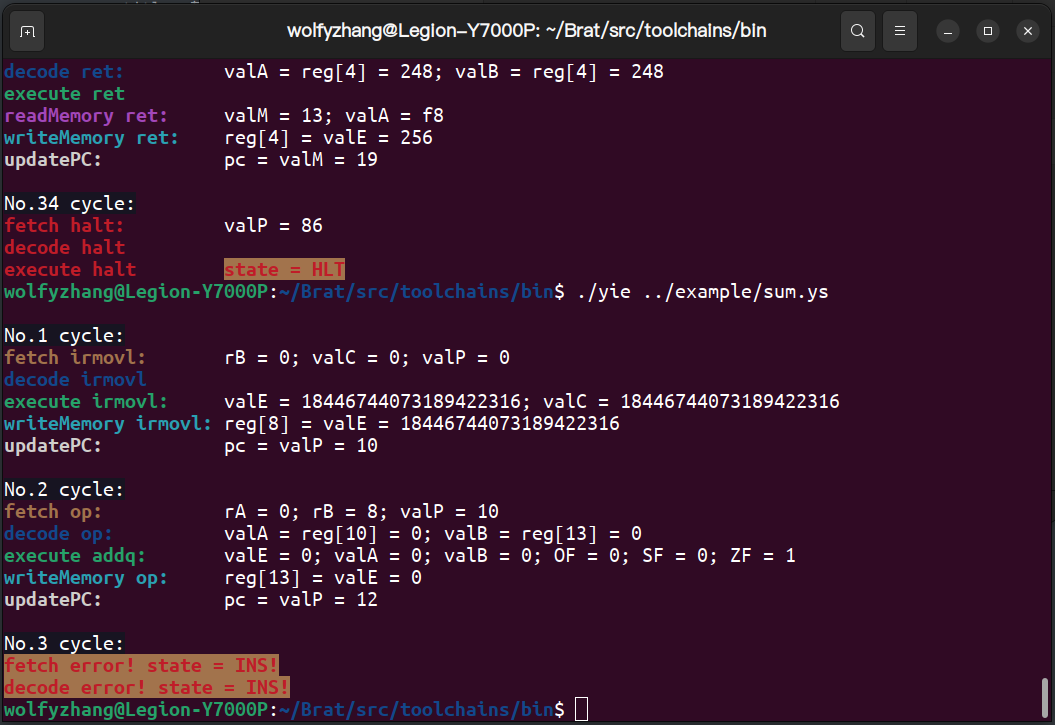 wolfyzhang@Legion-Y7000P: ~/Brat/src/toolchains/bin
decode ret: valA = reg[4] = 248; valB = reg[4] = 248
execute ret
readMemory ret: valM = 13; valA = f8
writeMemory ret: reg[4] = valE = 256
updatePC: pc = valM = 19
No.34 cycle:
fetch halt: valP = 86
decode halt
execute halt state = HLT
wolfyzhang@Legion-Y7000P:~/Brat/src/toolchains/bin$ ./yie ../example/sum.ys
No.1 cycle:
fetch irmovl: rB = 0; valC = 0; valP = 0
decode irmovl
execute irmovl: valE = 18446744073189422316; valC = 18446744073189422316
writeMemory irmovl: reg[8] = valE = 18446744073189422316
updatePC: pc = valP = 10
No.2 cycle:
fetch op: rA = 0; rB = 8; valP = 10
decode op: valA = reg[10] = 0; valB = reg[13] = 0
execute addq: valE = 0; valA = 0; valB = 0; OF = 0; SF = 0; ZF = 1
writeMemory op: reg[13] = valE = 0
updatePC: pc = valP = 12
No.3 cycle:
fetch error! state = INS!
decode error! state = INS!
wolfyzhang@Legion-Y7000P:~/Brat/src/toolchains/bin$